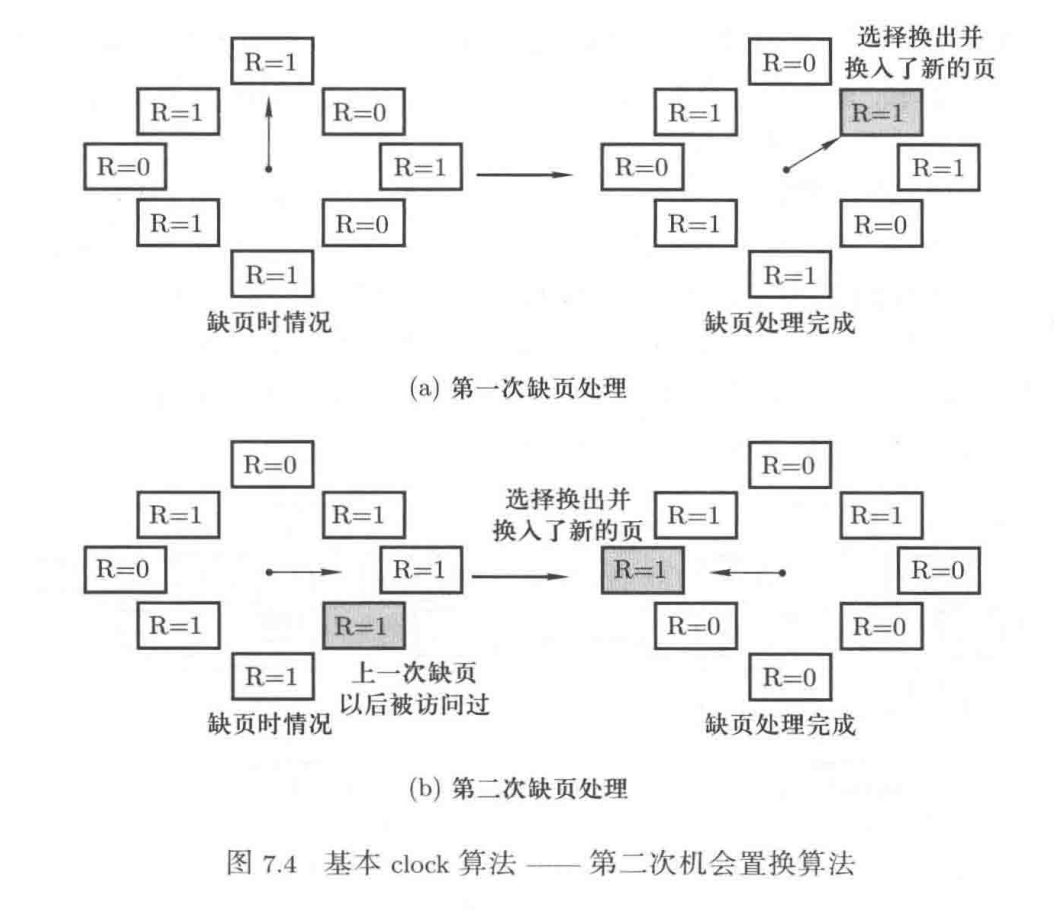 选择换出并
换入了新的页
R=1
R=0
R=1
R=0
R=1
R=1
R=0
R=1
R=0
R=1
R=0
R=1
R=1
R=0
R=1
R=1
缺页时情况
缺页处理完成
(a) 第一次缺页处理
R=0
R=0
选择换出并
换入了新的页
R=1
R=1
R=1
R=1
R=0
R=1
R=1
R=0
R=1
R=1
R=0
R=0
R=1
上一次缺页
以后被访问过
R=0
缺页时情况
缺页处理完成
(b) 第二次缺页处理
图 7.4 基本 clock 算法 —— 第二次机会置换算法